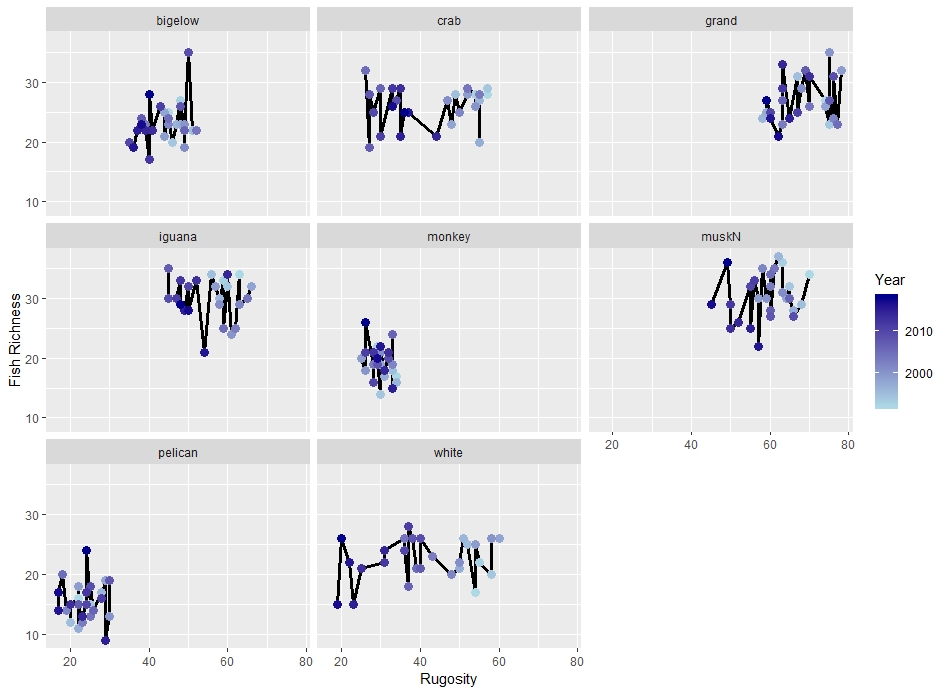 bigelow crab grand
30
20
10
iguana monkey muskN
30
20
10
Year
2010
2000
Fish Richness
20 40 60 80
pelican white
30
20
10
20 40 60 80 20 40 60 80
Rugosity